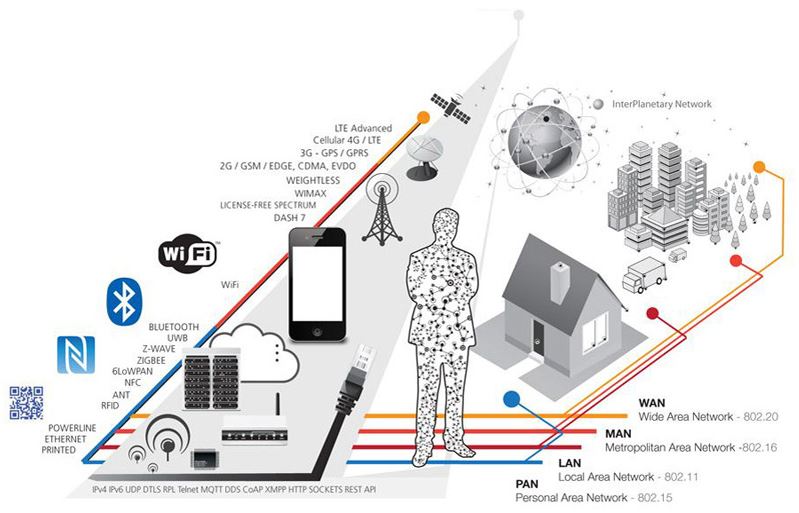 InterPlanetary Network
LTE Advanced
Cellular 4G / LTE
3G - GPS / GPRS
2G / GSM / EDGE, CDMA, EVDO
WEIGHTLESS
WIMAX
LICENSE-FREE SPECTRUM
DASH 7
WiFi
TM
WiFi
BLUETOOTH
UWB
Z-WAVE
ZIGBEE
6LoWPAN
NFC
ANT
RFID
POWERLINE
ETHERNET
PRINTED
WAN
Wide Area Network - 802.20
MAN
Metropolitan Area Network -802.16
LAN
Local Area Network - 802.11
PAN
Personal Area Network - 802.15
IPv4 IPv6 UDP DTLS RPL Telnet MQTT DDS CoAP XMPP HTTP SOCKETS REST API